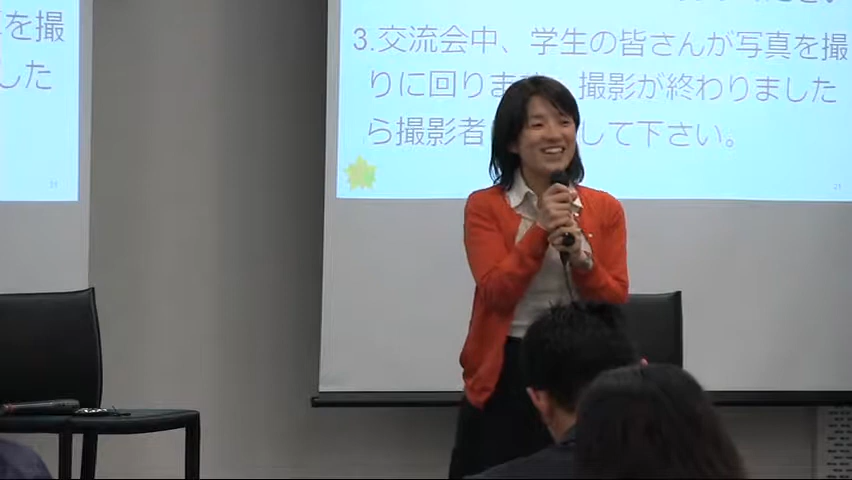 を撮
した
3.交流会中、学生の皆さんが写真を撮
りに回りま
撮影が終わりました
ら撮影者
して下さい。